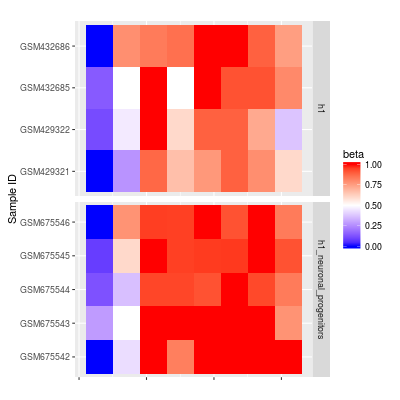 GSM432686
GSM432685
GSM429322
GSM429321
h1
GSM675546
GSM675545
GSM675544
GSM675543
GSM675542
h1_neuronal_progenitors
Sample ID
beta
1.00
0.75
0.50
0.25
0.00